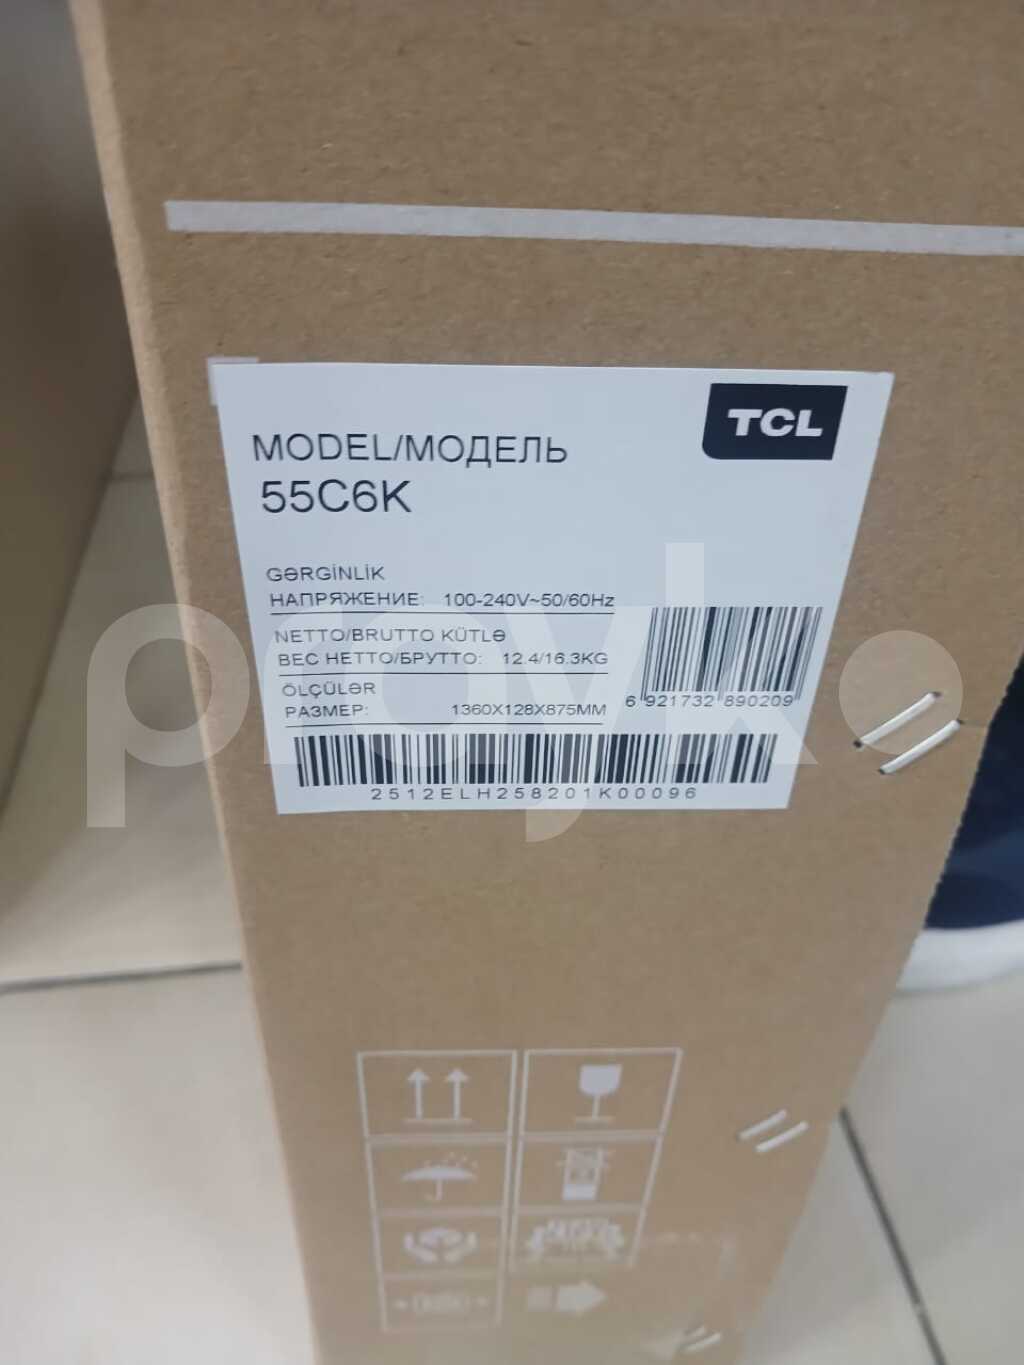 TCL
MODEL/МОДЕЛЬ
55C6K
GƏRGİNLİK
НАПРЯЖЕНИЕ: 100-240V~50/60Hz
NETTO/BRUTTO KÜTLƏ
ВЕС НЕТТО/БРУТТО: 12.4/16.3KG
ÖLÇÜLƏR
РАЗМЕР: 1360X128X875MM
6 921732 890209
2512ELH258201K00096
prayko